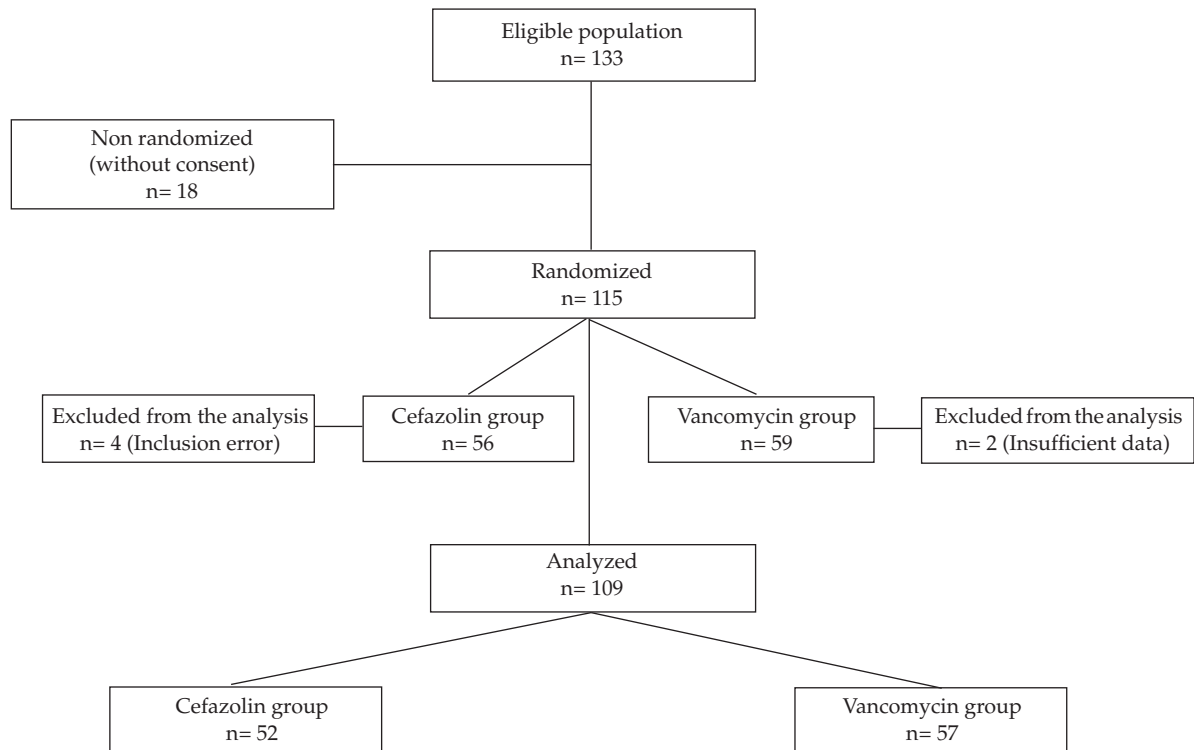 Eligible population
n= 133
Non randomized
(without consent)
n= 18
Randomized
n= 115
Excluded from the analysis
n= 4 (Inclusion error)
Cefazolin group
n= 56
Vancomycin group
n= 59
Excluded from the analysis
n= 2 (Insufficient data)
Analyzed
n= 109
Cefazolin group
n= 52
Vancomycin group
n= 57